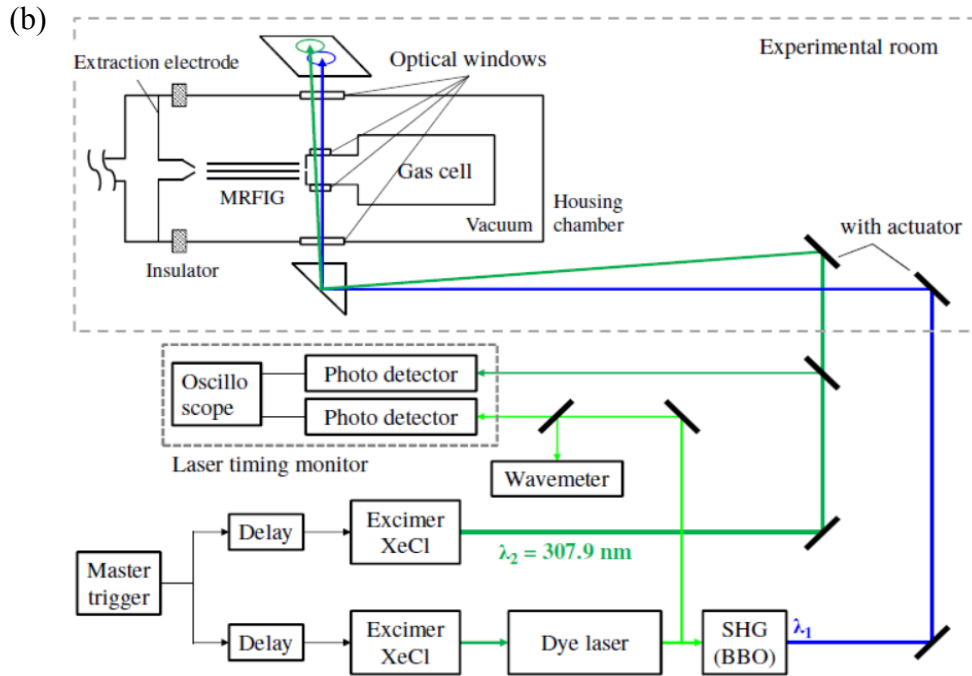 (b)
Experimental room
Extraction electrode
Optical windows
Gas cell
MRFIG
Vacuum
Housing
chamber
Insulator
with actuator
Oscillo
scope
Photo detector
Photo detector
Laser timing monitor
Wavemeter
Master
trigger
Delay
Excimer
XeCl
λ2 = 307.9 nm
Delay
Excimer
XeCl
Dye laser
SHG
(BBO)
λ1